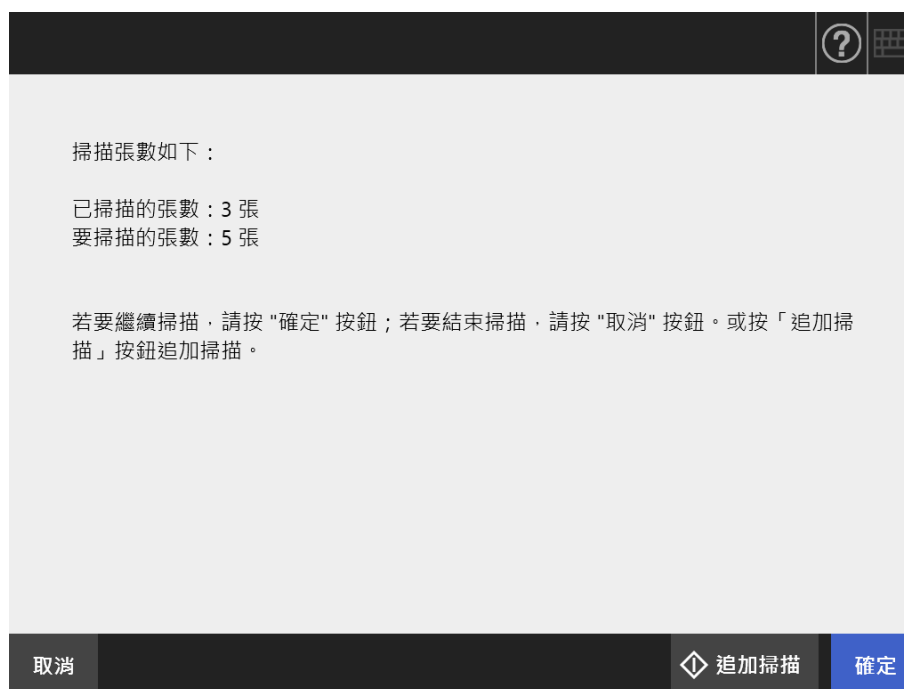 掃描張數如下：
已掃描的張數：3 張
要掃描的張數：5 張
若要繼續掃描，請按 "確定" 按鈕；若要結束掃描，請按 "取消" 按鈕。或按「追加掃
描」按鈕追加掃描。
取消
追加掃描
確定